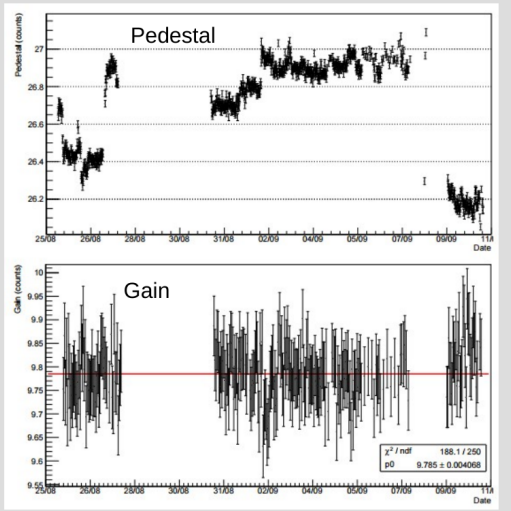 Pedestal
Pedestal (counts)
27
26.8
26.6
26.4
26.2
25/08 26/08 28/08 30/08 31/08 02/09 04/09 05/09 07/09 09/09 11/
Date
Gain
Gain (counts)
10
9.95
9.9
9.85
9.8
9.75
9.7
9.65
9.6
9.55
χ² / ndf 188.1 / 250
p0 9.785 ± 0.004068
25/08 26/08 28/08 30/08 31/08 02/09 04/09 05/09 07/09 09/09 11/0
Date